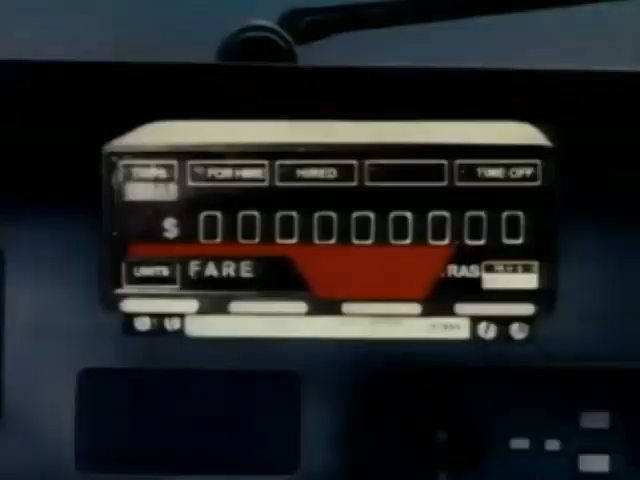 TRIPS FOR HIRE HIRED TIME OFF
$ 000000000
UNITS FARE RAS